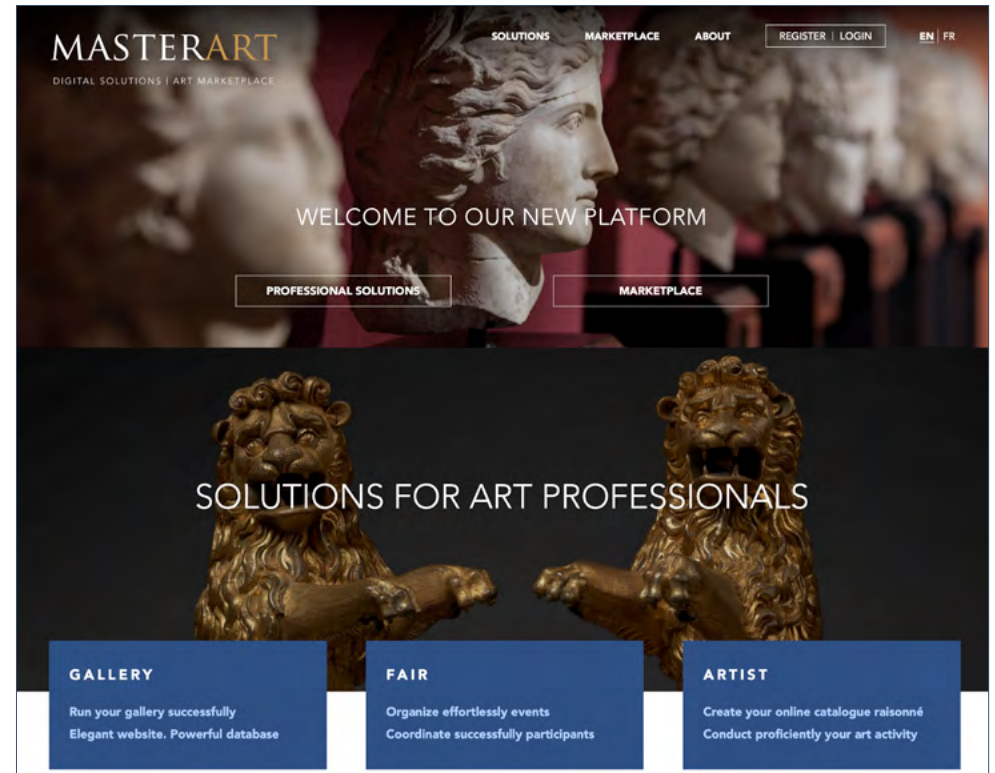 MASTERART
DIGITAL SOLUTIONS | ART MARKETPLACE
SOLUTIONS MARKETPLACE ABOUT REGISTER | LOGIN EN | FR
WELCOME TO OUR NEW PLATFORM
PROFESSIONAL SOLUTIONS MARKETPLACE
SOLUTIONS FOR ART PROFESSIONALS
GALLERY
Run your gallery successfully
Elegant website. Powerful database
FAIR
Organize effortlessly events
Coordinate successfully participants
ARTIST
Create your online catalogue raisonné
Conduct proficiently your art activity